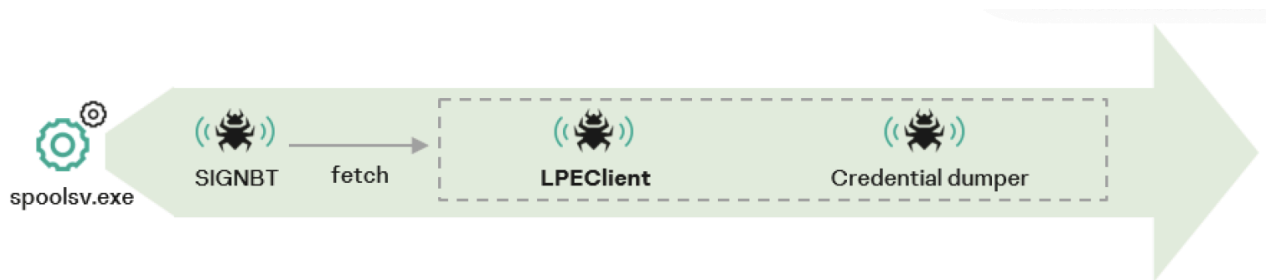 spoolsv.exe
SIGNBT
fetch
LPEClient
Credential dumper